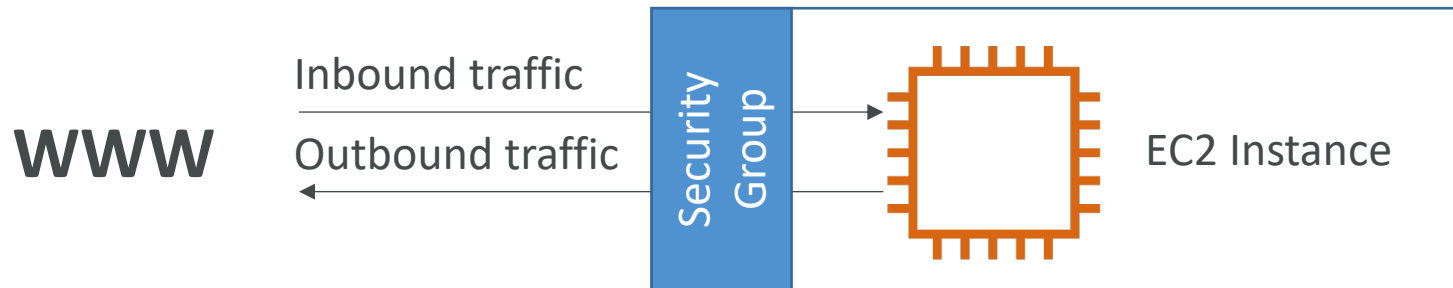 WWW
Inbound traffic
Outbound traffic
Security
Group
EC2 Instance